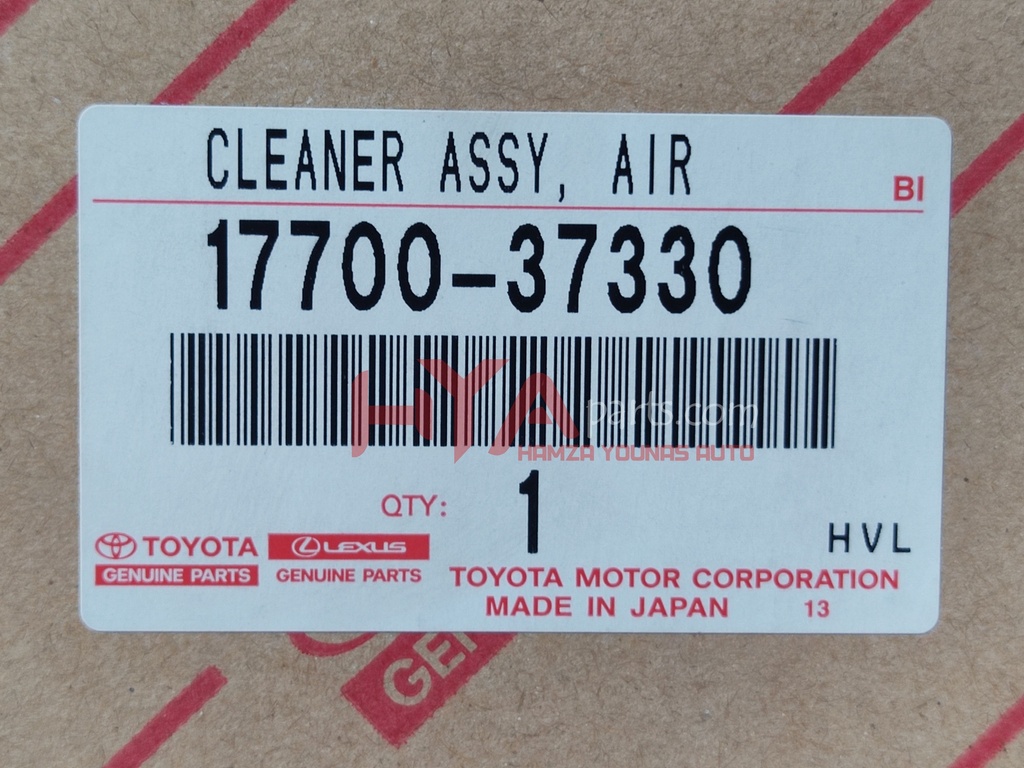 CLEANER ASSY, AIR
BI
17700-37330
HYA parts.com
HAMZA YOUNAS AUTO
QTY: 1
HVL
TOYOTA LEXUS
GENUINE PARTS GENUINE PARTS
TOYOTA MOTOR CORPORATION
MADE IN JAPAN 13